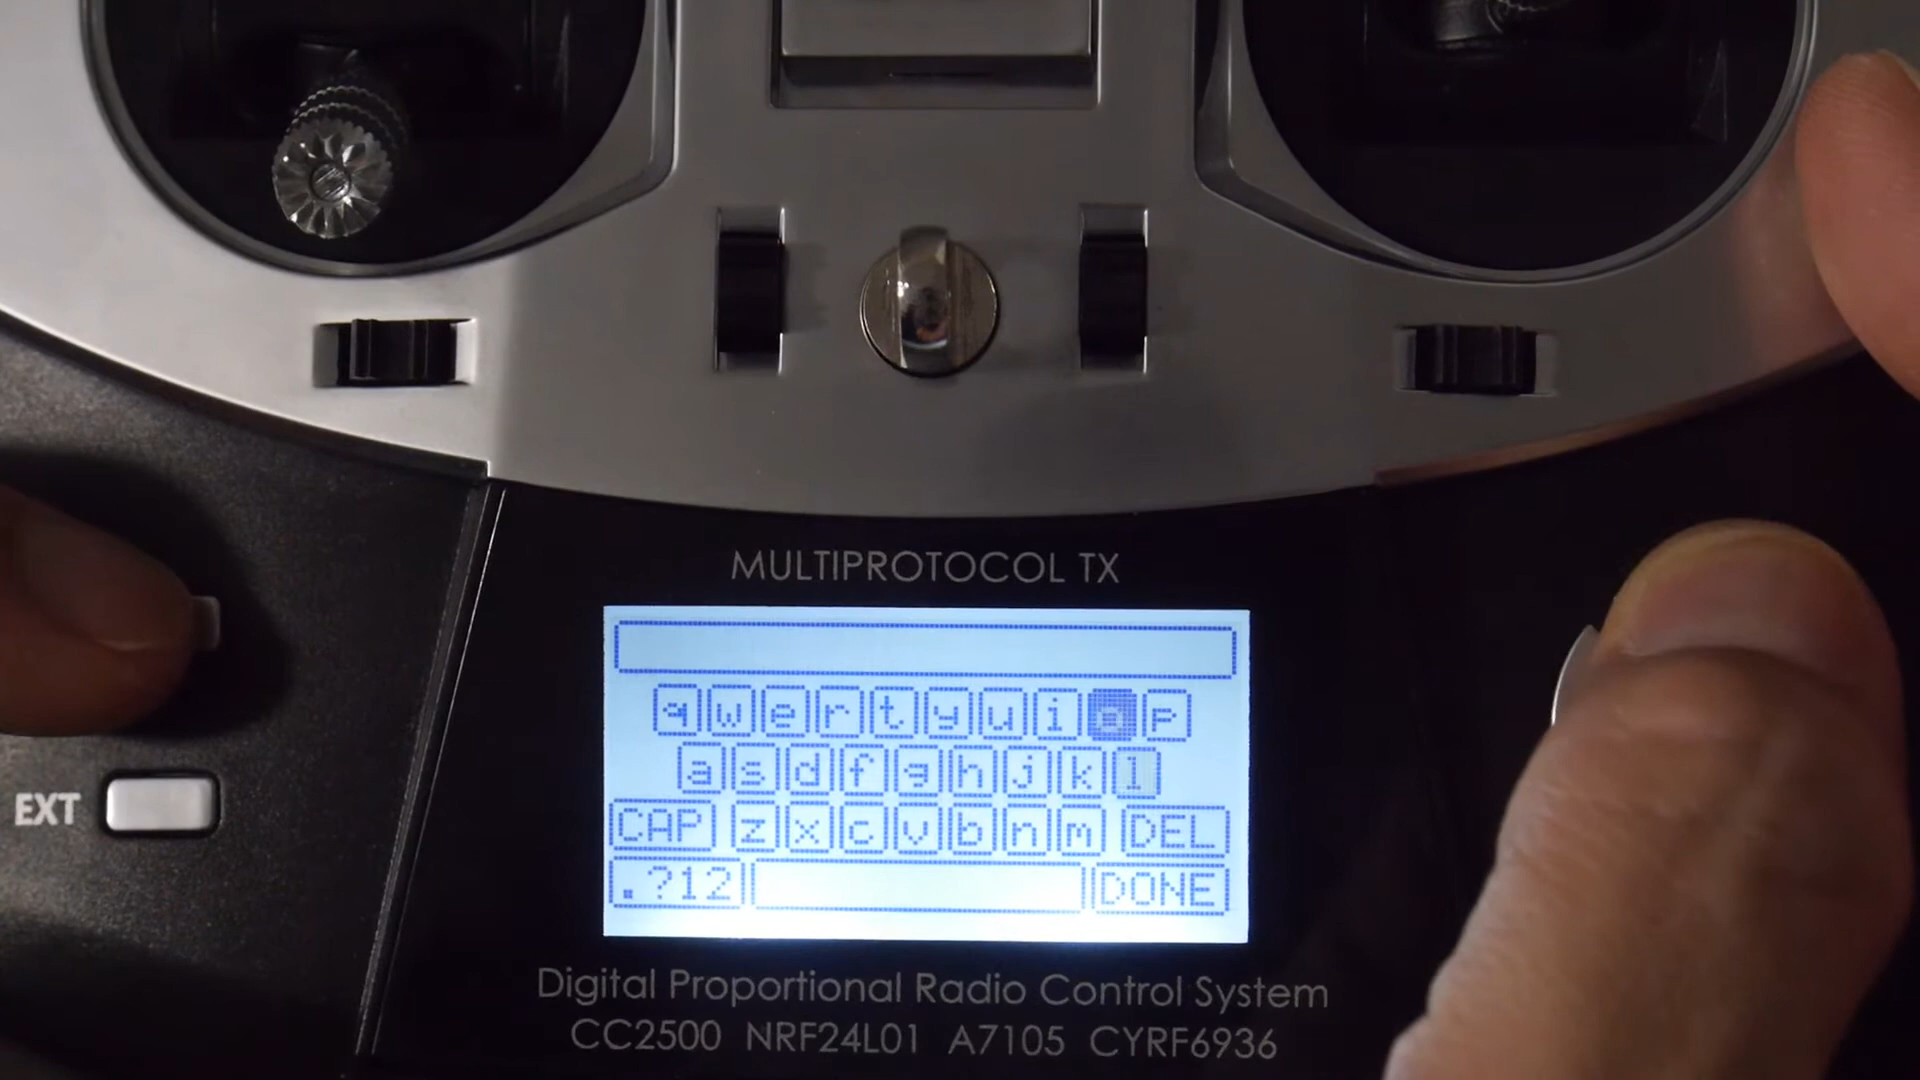 MULTIPROTOCOL TX
q w e r t y u i o p
a s d f g h j k l
CAP z x c v b n m DEL
.?12 DONE
EXT
Digital Proportional Radio Control System
CC2500 NRF24L01 A7105 CYRF6936